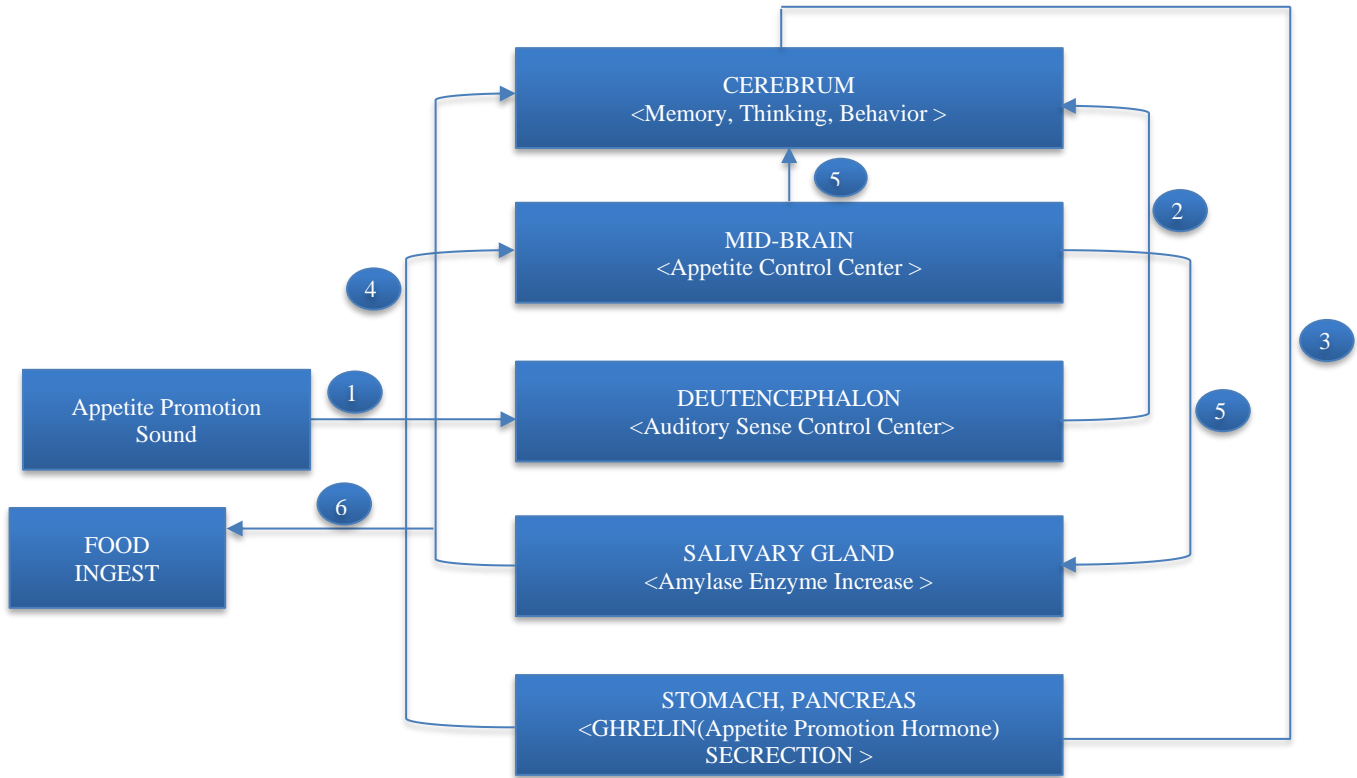 CEREBRUM
<Memory, Thinking, Behavior >
5
2
MID-BRAIN
<Appetite Control Center >
4
3
Appetite Promotion
Sound
1
DEUTENCEPHALON
<Auditory Sense Control Center>
5
6
FOOD
INGEST
SALIVARY GLAND
<Amylase Enzyme Increase >
STOMACH, PANCREAS
<GHRELIN(Appetite Promotion Hormone)
SECRECTION >